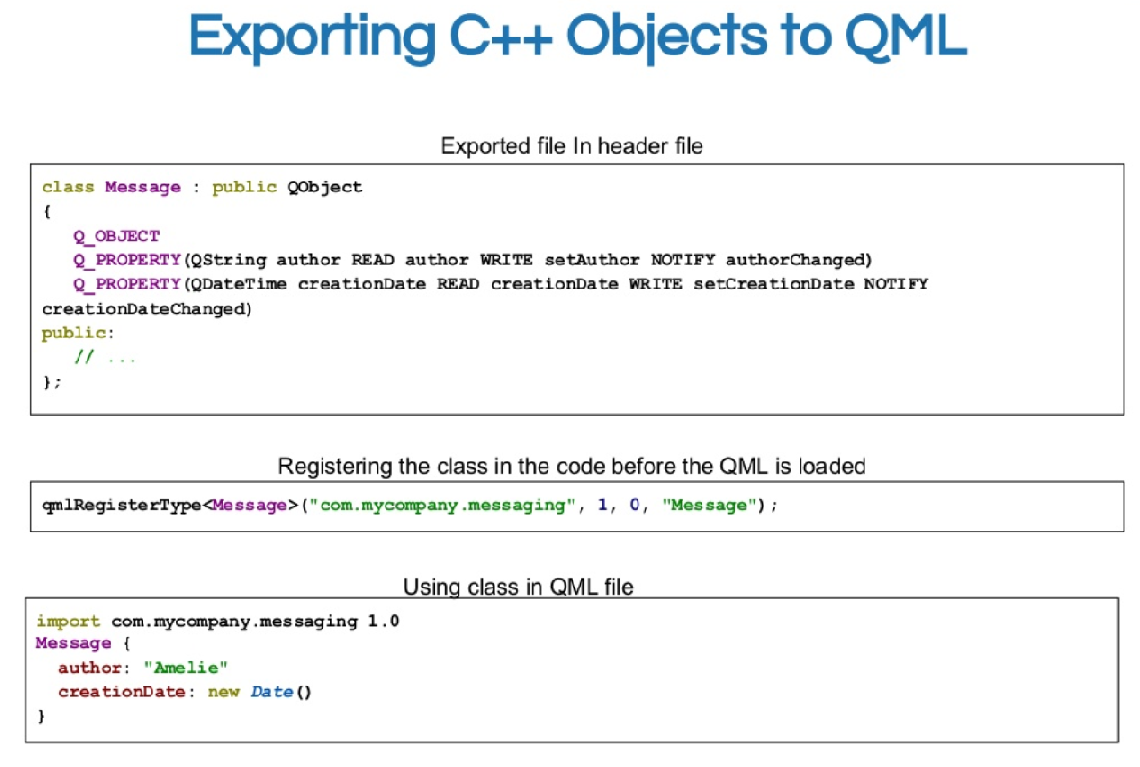 Exporting C++ Objects to QML
Exported file In header file
class Message : public QObject
{
Q_OBJECT
Q_PROPERTY(QString author READ author WRITE setAuthor NOTIFY authorChanged)
Q_PROPERTY(QDateTime creationDate READ creationDate WRITE setCreationDate NOTIFY
creationDateChanged)
public:
// ...
};
Registering the class in the code before the QML is loaded
qmlRegisterType<Message>("com.mycompany.messaging", 1, 0, "Message");
Using class in QML file
import com.mycompany.messaging 1.0
Message {
author: "Amelie"
creationDate: new Date()
}